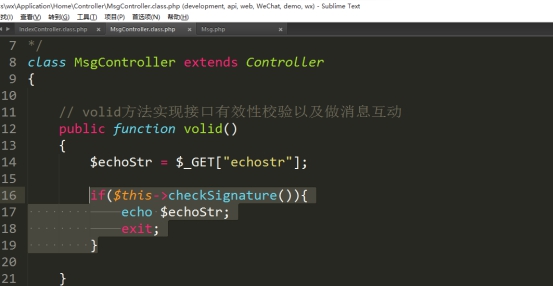 s\wx\Application\Home\Controller\MsgController.class.php (development, api, web, WeChat, demo, wx) - Sublime Text
找(I) 查看(V) 转到(G) 工具(T) 项目(P) 首选项(N) 帮助(H)
IndexController.class.php × MsgController.class.php × Msg.php ×
7 */
8 class MsgController extends Controller
9 {
10
11 // volid方法实现接口有效性校验以及做消息互动
12 public function volid()
13 {
14 $echoStr = $_GET["echostr"];
15
16 if($this->checkSignature()){
17 echo $echoStr;
18 exit;
19 }
20
21 }